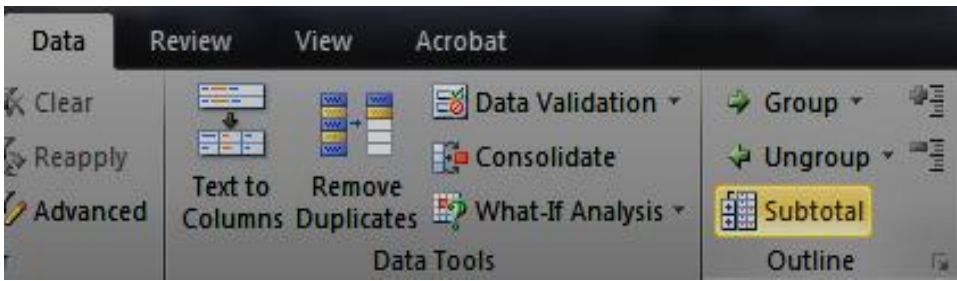 Data Review View Acrobat
Clear
Reapply
Advanced
Text to
Columns
Remove
Duplicates
Data Validation
Consolidate
What-If Analysis
Data Tools
Group
Ungroup
Subtotal
Outline